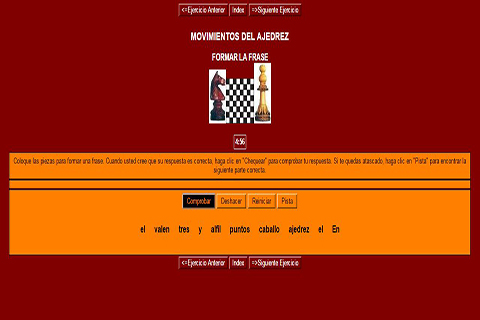 <=Ejercicio Anterior Index =>Siguiente Ejercicio
MOVIMIENTOS DEL AJEDREZ
FORMAR LA FRASE
4:56
Coloque las piezas para formar una frase. Cuando usted cree que su respuesta es correcta, haga clic en "Chequear" para comprobar tu respuesta. Si te quedas atascado, haga clic en "Pista" para encontrar la
siguiente parte correcta.
Comprobar Deshacer Reiniciar Pista
el valen tres y alfil puntos caballo ajedrez el En
<=Ejercicio Anterior Index =>Siguiente Ejercicio